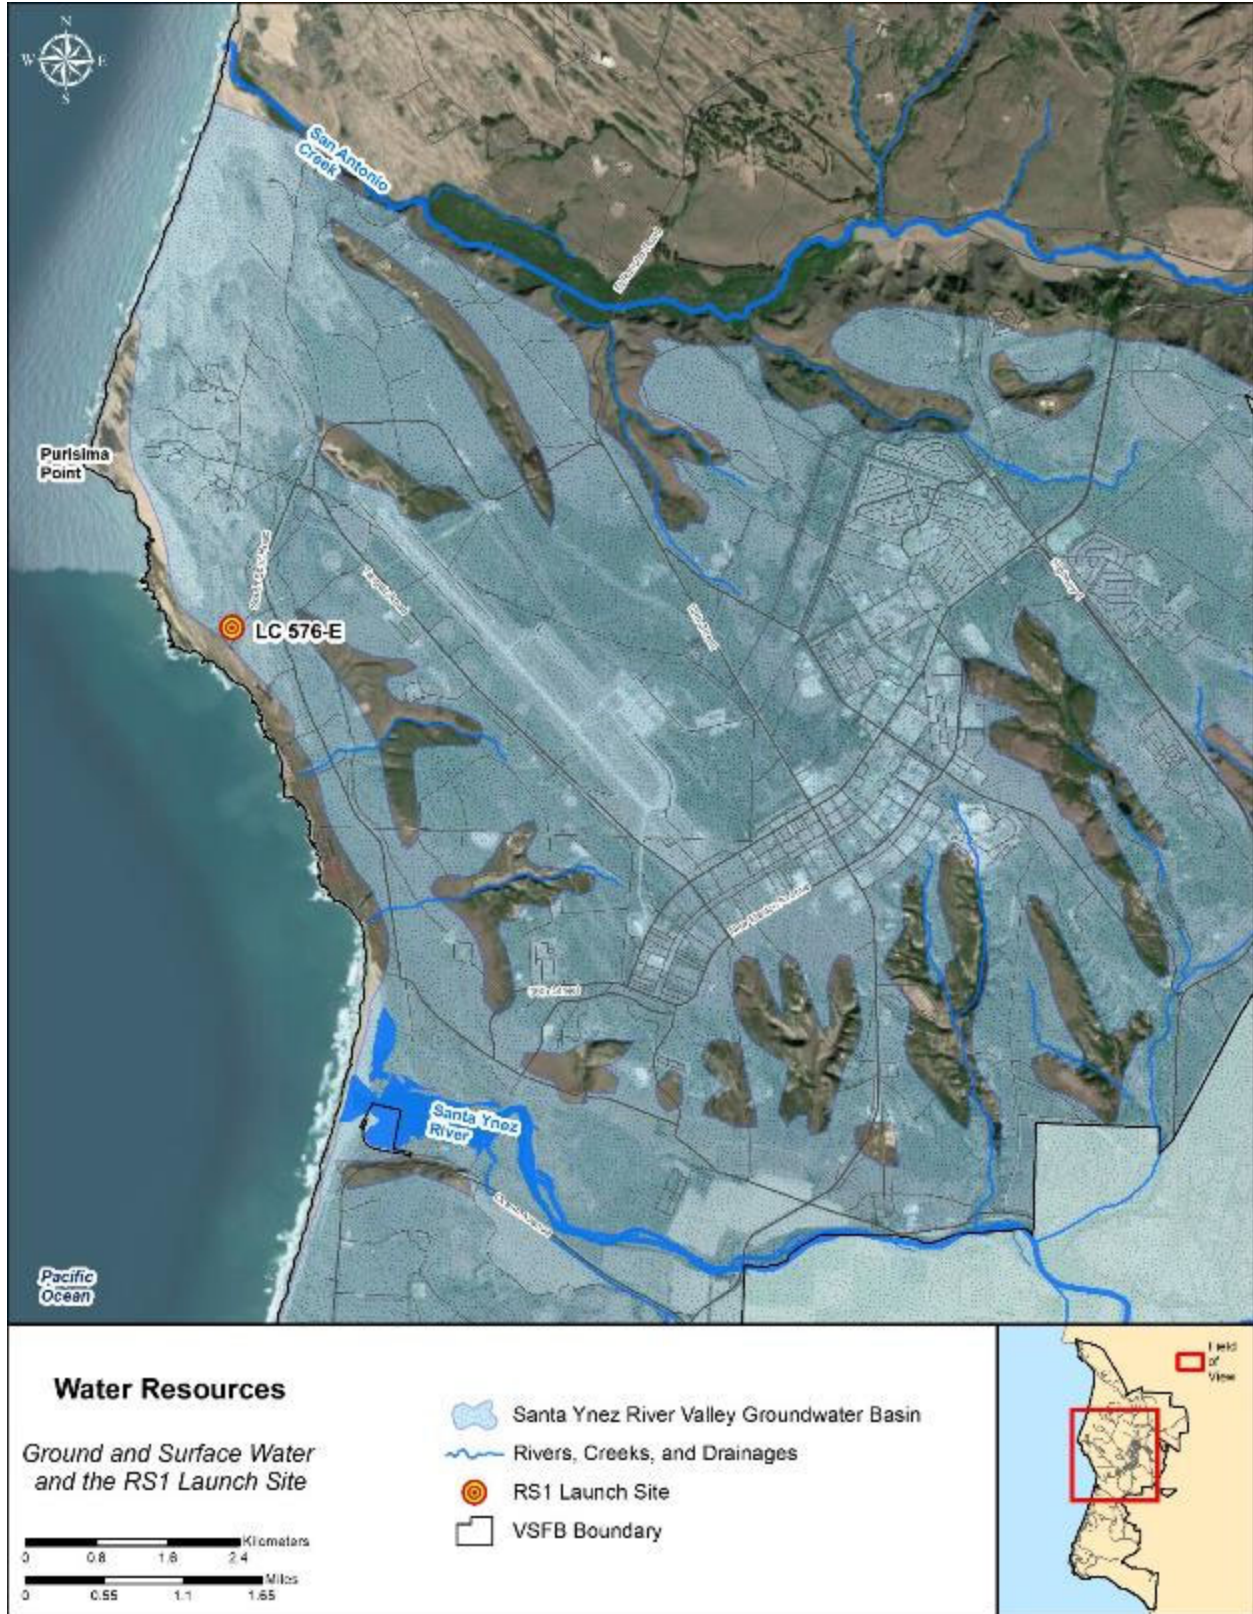 N
W E
S
San Antonio
Creek
Purisima
Point
LC 576-E
Santa Ynez
River
Pacific
Ocean
Water Resources
Ground and Surface Water
and the RS1 Launch Site
Kilometers
0 0.8 1.6 2.4
Miles
0 0.55 1.1 1.65
Santa Ynez River Valley Groundwater Basin
Rivers, Creeks, and Drainages
RS1 Launch Site
VSFB Boundary
Field
of
View